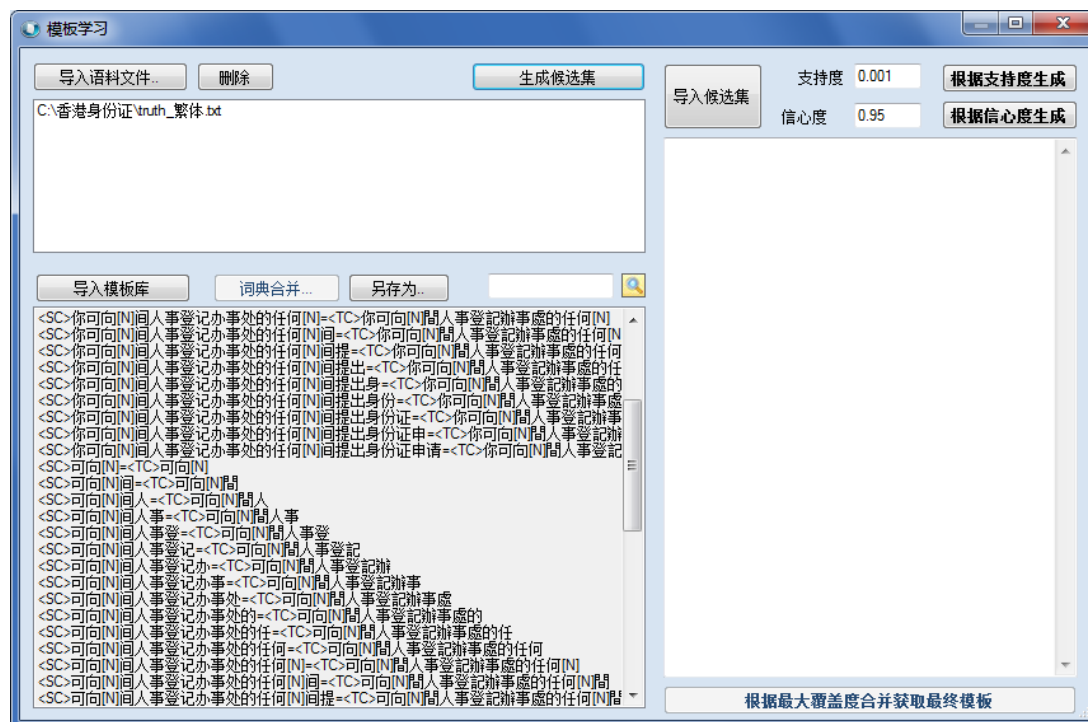 模板学习
导入语料文件..
删除
生成候选集
C:\香港身份证\truth_繁体.txt
导入模板库
词典合并...
另存为..
<SC>你可向[N]间人事登记办事处的任何[N]=<TC>你可向[N]間人事登記辦事處的任何[N]
<SC>你可向[N]间人事登记办事处的任何[N]间=<TC>你可向[N]間人事登記辦事處的任何[N
<SC>你可向[N]间人事登记办事处的任何[N]间提=<TC>你可向[N]間人事登記辦事處的任何
<SC>你可向[N]间人事登记办事处的任何[N]间提出=<TC>你可向[N]間人事登記辦事處的任
<SC>你可向[N]间人事登记办事处的任何[N]间提出身=<TC>你可向[N]間人事登記辦事處的
<SC>你可向[N]间人事登记办事处的任何[N]间提出身份=<TC>你可向[N]間人事登記辦事處
<SC>你可向[N]间人事登记办事处的任何[N]间提出身份证=<TC>你可向[N]間人事登記辦事
<SC>你可向[N]间人事登记办事处的任何[N]间提出身份证申=<TC>你可向[N]間人事登記辦
<SC>你可向[N]间人事登记办事处的任何[N]间提出身份证申请=<TC>你可向[N]間人事登記
<SC>可向[N]=<TC>可向[N]
<SC>可向[N]间=<TC>可向[N]間
<SC>可向[N]间人=<TC>可向[N]間人
<SC>可向[N]间人事=<TC>可向[N]間人事
<SC>可向[N]间人事登=<TC>可向[N]間人事登
<SC>可向[N]间人事登记=<TC>可向[N]間人事登記
<SC>可向[N]间人事登记办=<TC>可向[N]間人事登記辦
<SC>可向[N]间人事登记办事=<TC>可向[N]間人事登記辦事
<SC>可向[N]间人事登记办事处=<TC>可向[N]間人事登記辦事處
<SC>可向[N]间人事登记办事处的=<TC>可向[N]間人事登記辦事處的
<SC>可向[N]间人事登记办事处的任=<TC>可向[N]間人事登記辦事處的任
<SC>可向[N]间人事登记办事处的任何=<TC>可向[N]間人事登記辦事處的任何
<SC>可向[N]间人事登记办事处的任何[N]=<TC>可向[N]間人事登記辦事處的任何[N]
<SC>可向[N]间人事登记办事处的任何[N]间=<TC>可向[N]間人事登記辦事處的任何[N]間
<SC>可向[N]间人事登记办事处的任何[N]间提=<TC>可向[N]間人事登記辦事處的任何[N]間
导入候选集
支持度 0.001
根据支持度生成
信心度 0.95
根据信心度生成
根据最大覆盖度合并获取最终模板